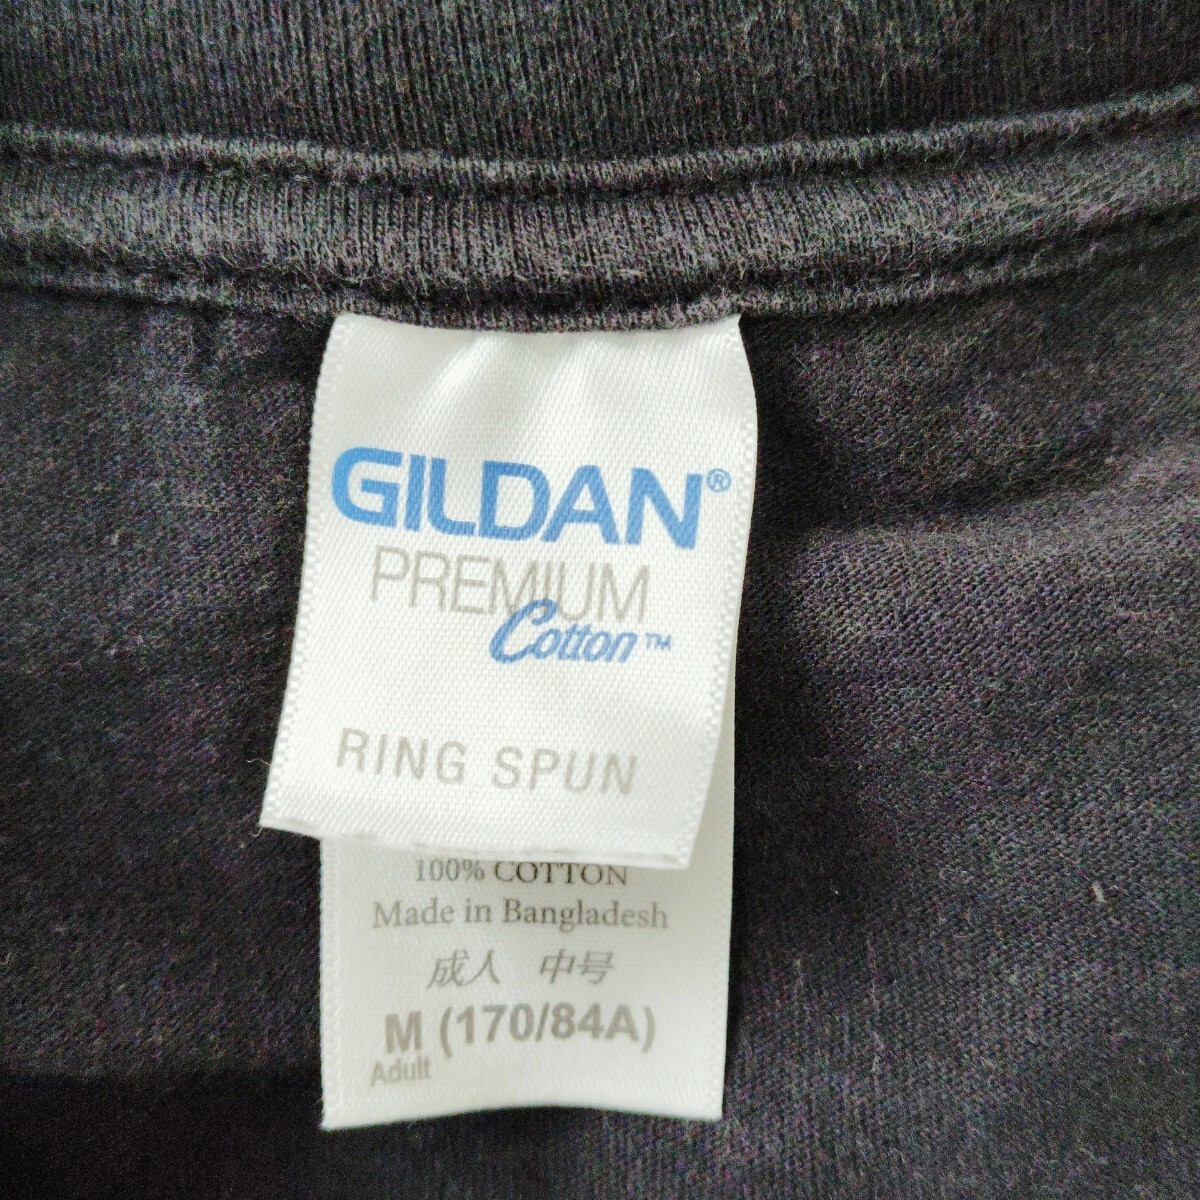 GILDAN®
PREMIUM
Cotton™
RING SPUN
100% COTTON
Made in Bangladesh
成人 中号
M (170/84A)
Adult